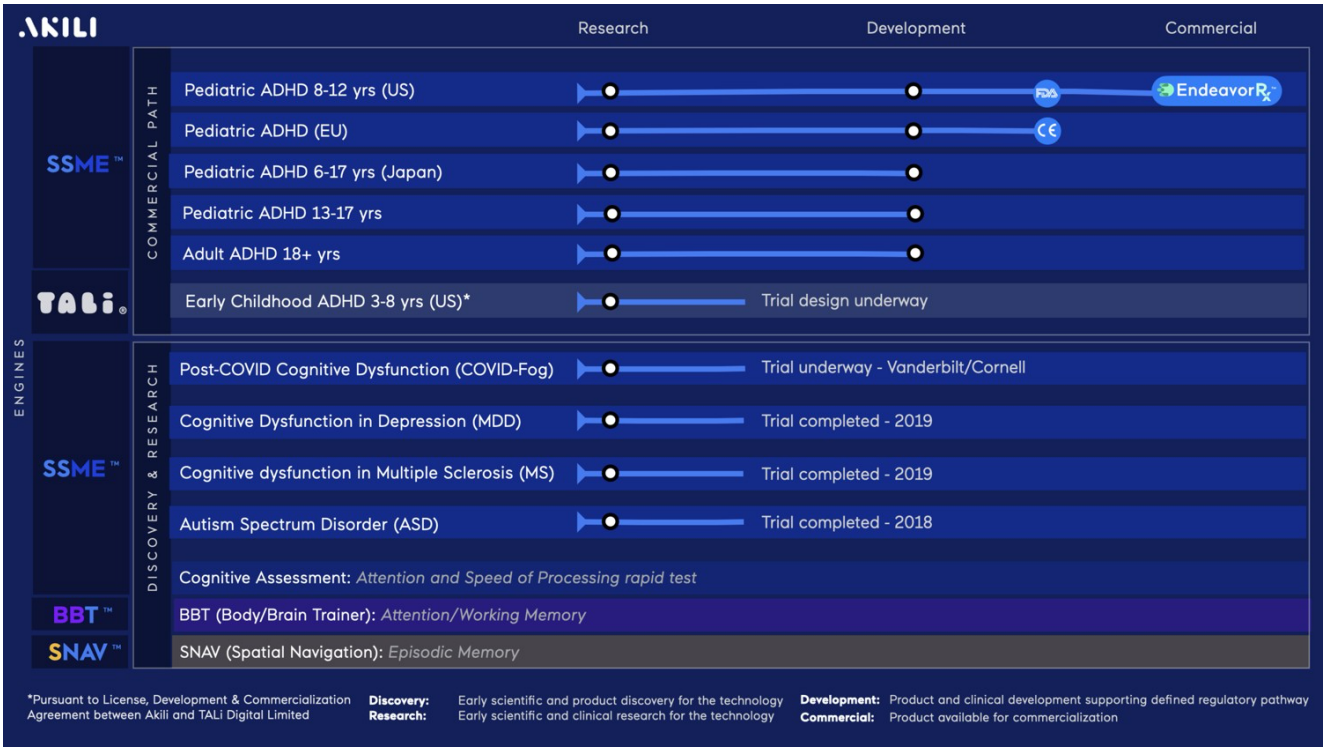 AKILI
Research Development Commercial
ENGINES
SSME™
COMMERCIAL PATH
Pediatric ADHD 8-12 yrs (US) FDA EndeavorRx™
Pediatric ADHD (EU) CE
Pediatric ADHD 6-17 yrs (Japan)
Pediatric ADHD 13-17 yrs
Adult ADHD 18+ yrs
TALi®
Early Childhood ADHD 3-8 yrs (US)* Trial design underway
SSME™
DISCOVERY & RESEARCH
Post-COVID Cognitive Dysfunction (COVID-Fog) Trial underway - Vanderbilt/Cornell
Cognitive Dysfunction in Depression (MDD) Trial completed - 2019
Cognitive dysfunction in Multiple Sclerosis (MS) Trial completed - 2019
Autism Spectrum Disorder (ASD) Trial completed - 2018
Cognitive Assessment: Attention and Speed of Processing rapid test
BBT™ BBT (Body/Brain Trainer): Attention/Working Memory
SNAV™ SNAV (Spatial Navigation): Episodic Memory
*Pursuant to License, Development & Commercialization
Agreement between Akili and TALi Digital Limited
Discovery: Early scientific and product discovery for the technology
Research: Early scientific and clinical research for the technology
Development: Product and clinical development supporting defined regulatory pathway
Commercial: Product available for commercialization